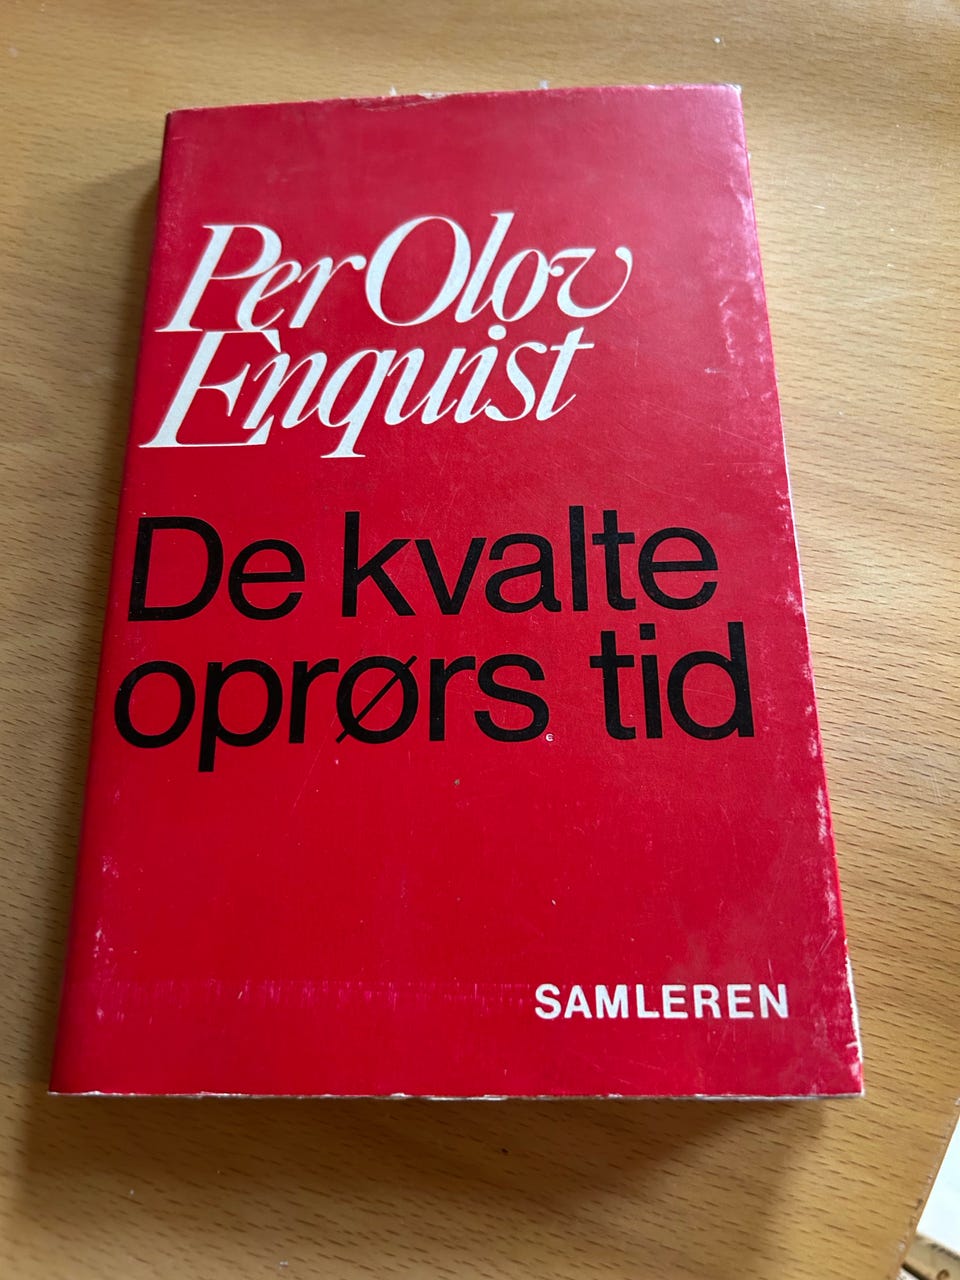 Per Olov
Enquist
De kvalte
oprørs tid
SAMLEREN